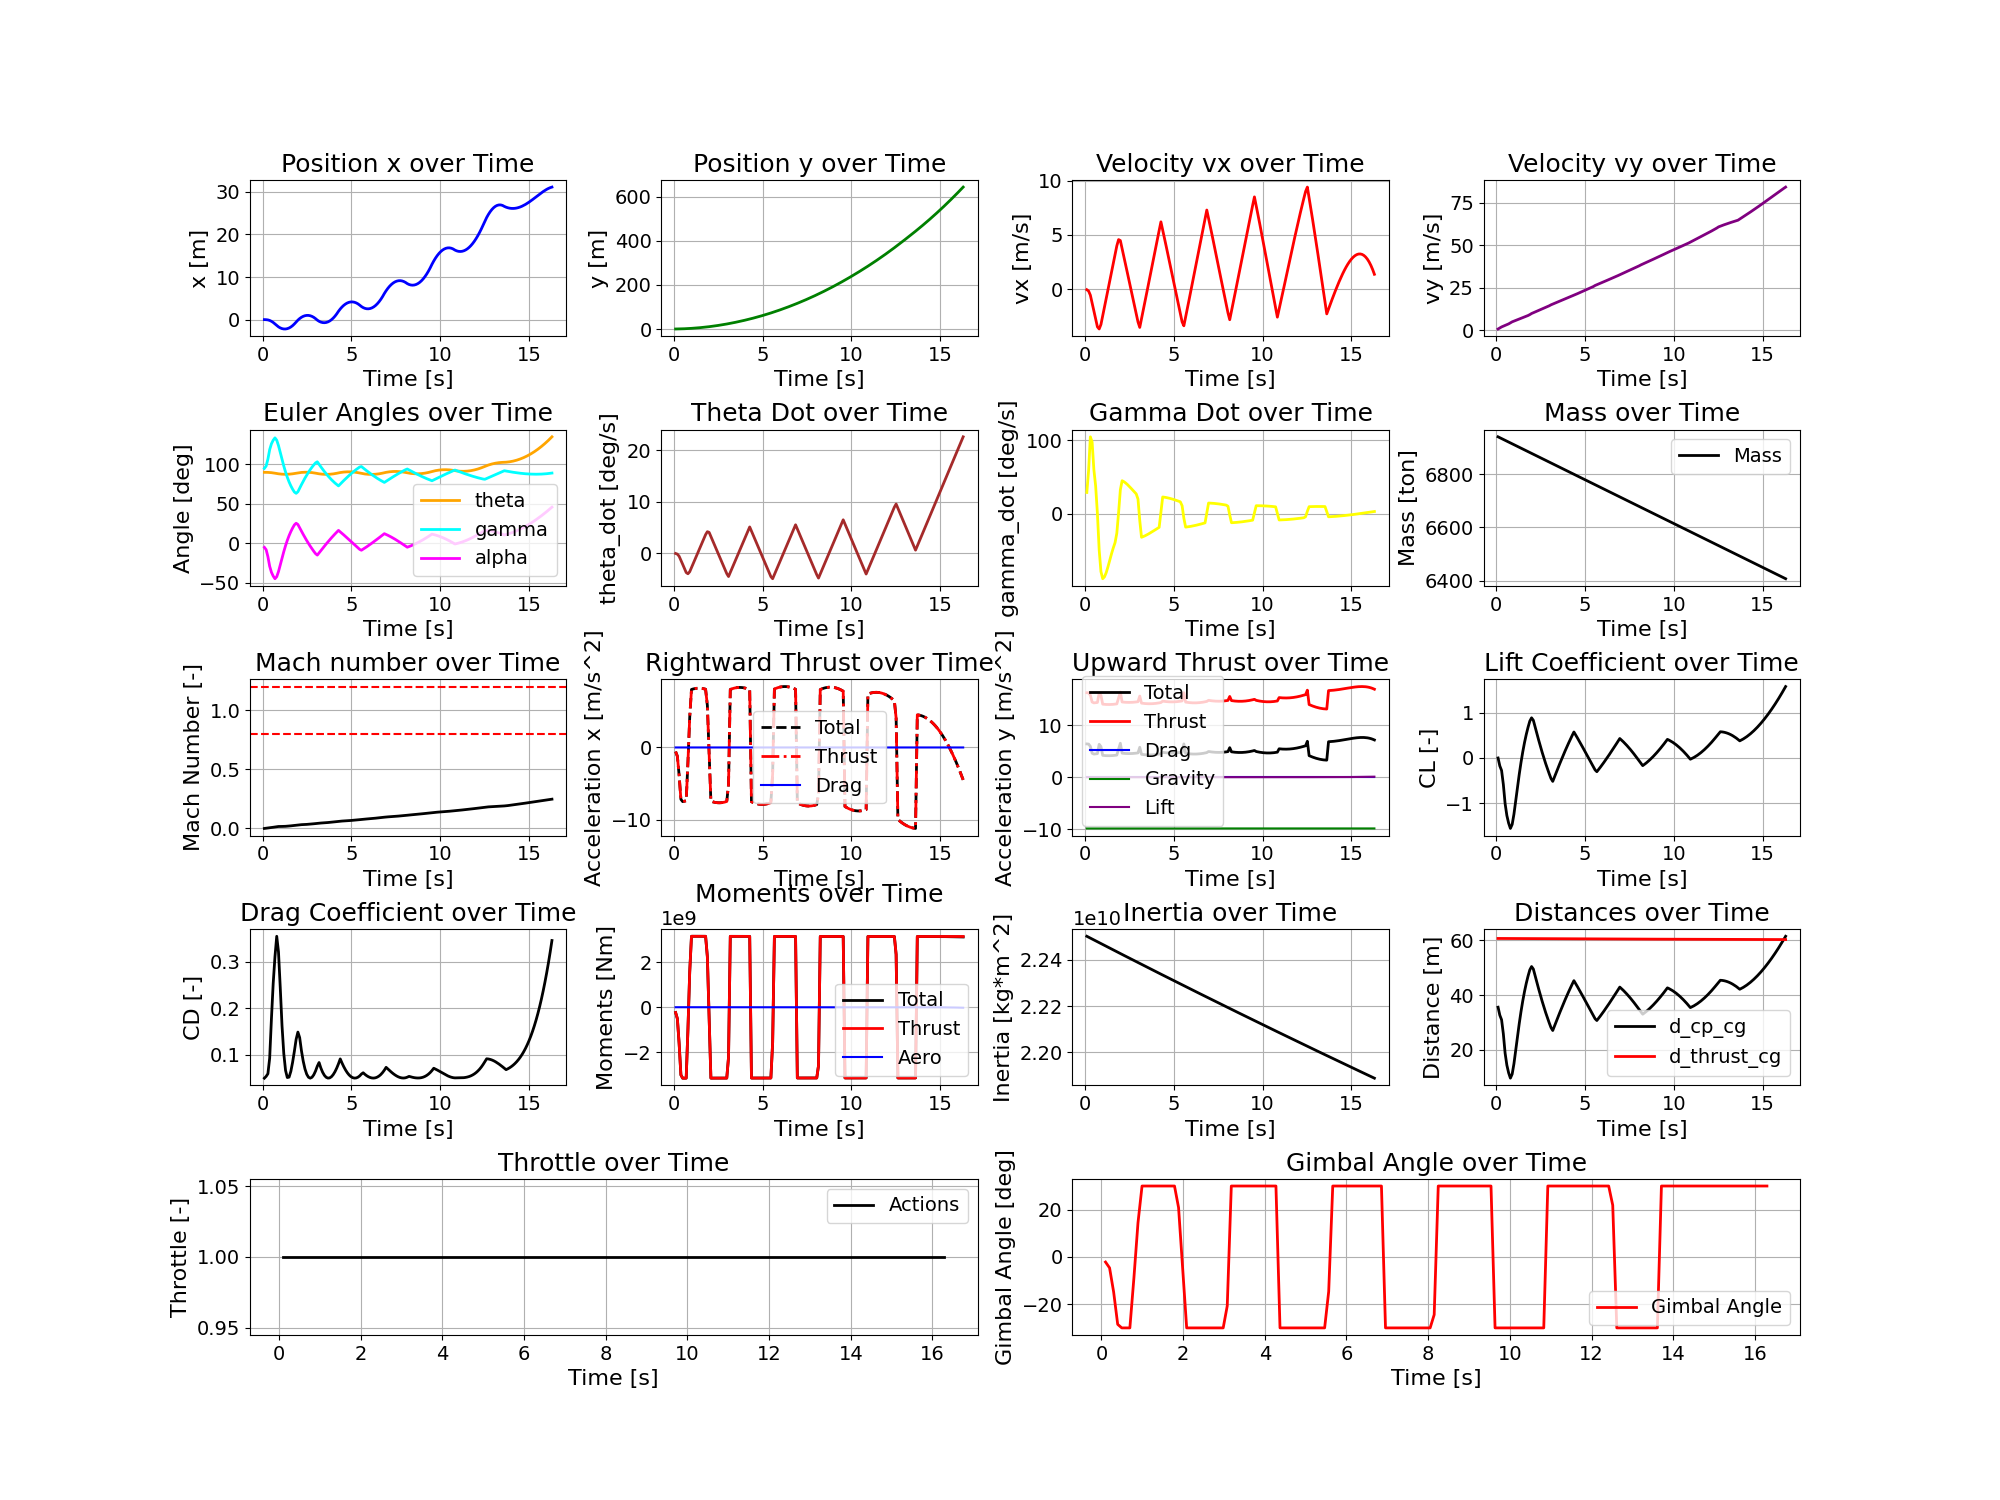 Position x over Time
Position y over Time
Velocity vx over Time
Velocity vy over Time
x [m]
30
20
10
0
0 5 10 15
Time [s]
y [m]
600
400
200
0
0 5 10 15
Time [s]
vx [m/s]
10
5
0
0 5 10 15
Time [s]
vy [m/s]
75
50
25
0
0 5 10 15
Time [s]
Euler Angles over Time
Theta Dot over Time
Gamma Dot over Time
Mass over Time
Angle [deg]
100
50
0
−50
theta
gamma
alpha
0 5 10 15
Time [s]
theta_dot [deg/s]
20
10
0
0 5 10 15
Time [s]
gamma_dot [deg/s]
100
0
0 5 10 15
Time [s]
Mass [ton]
6800
6600
6400
Mass
0 5 10 15
Time [s]
Mach number over Time
Rightward Thrust over Time
Upward Thrust over Time
Lift Coefficient over Time
Mach Number [-]
1.0
0.5
0.0
0 5 10 15
Time [s]
Acceleration x [m/s^2]
0
−10
Total
Thrust
Drag
0 5 10 15
Time [s]
Acceleration y [m/s^2]
10
0
−10
Total
Thrust
Drag
Gravity
Lift
0 5 10 15
Time [s]
CL [-]
1
0
−1
0 5 10 15
Time [s]
Drag Coefficient over Time
Moments over Time
Inertia over Time
Distances over Time
CD [-]
0.3
0.2
0.1
0 5 10 15
Time [s]
Moments [Nm]
1e9
2
0
−2
Total
Thrust
Aero
0 5 10 15
Time [s]
Inertia [kg*m^2]
1e10
2.24
2.22
2.20
0 5 10 15
Time [s]
Distance [m]
60
40
20
d_cp_cg
d_thrust_cg
0 5 10 15
Time [s]
Throttle over Time
Gimbal Angle over Time
Throttle [-]
1.05
1.00
0.95
Actions
0 2 4 6 8 10 12 14 16
Time [s]
Gimbal Angle [deg]
20
0
−20
Gimbal Angle
0 2 4 6 8 10 12 14 16
Time [s]